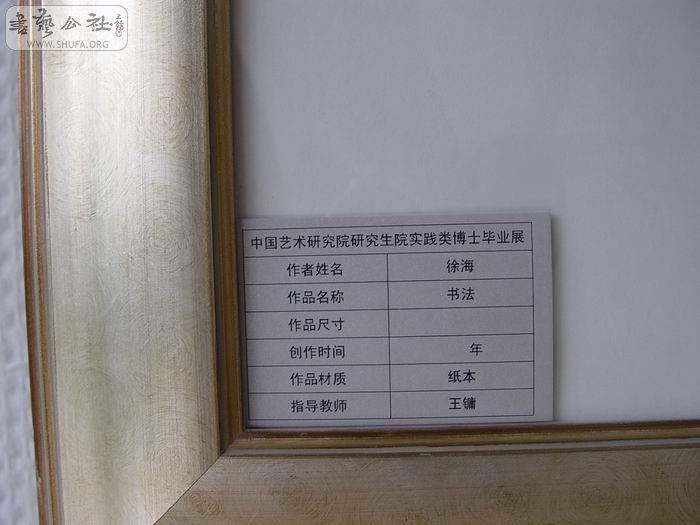 書藝公社
WWW.SHUFA.ORG
中国艺术研究院研究生院实践类博士毕业展
作者姓名 徐海
作品名称 书法
作品尺寸
创作时间 年
作品材质 纸本
指导教师 王镛